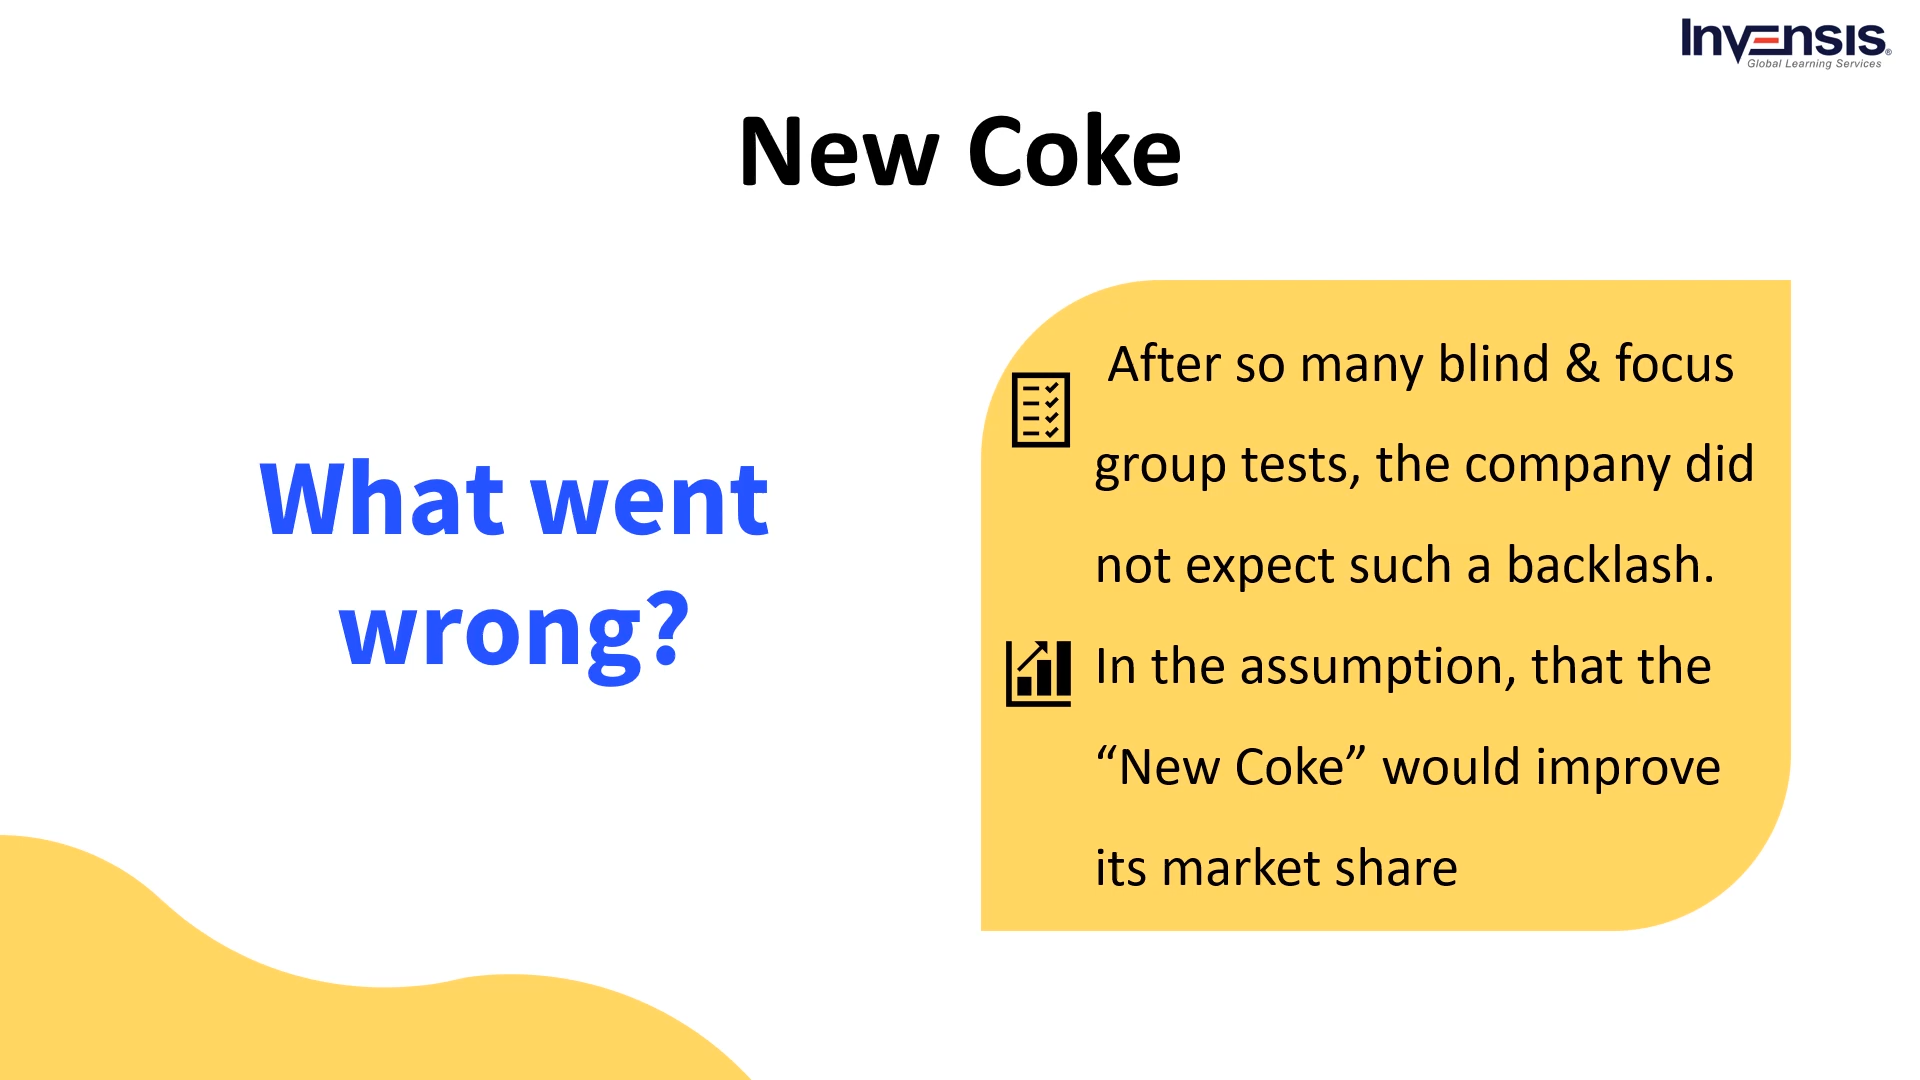 Invensis®
Global Learning Services
New Coke
What went
wrong?
After so many blind & focus
group tests, the company did
not expect such a backlash.
In the assumption, that the
“New Coke” would improve
its market share